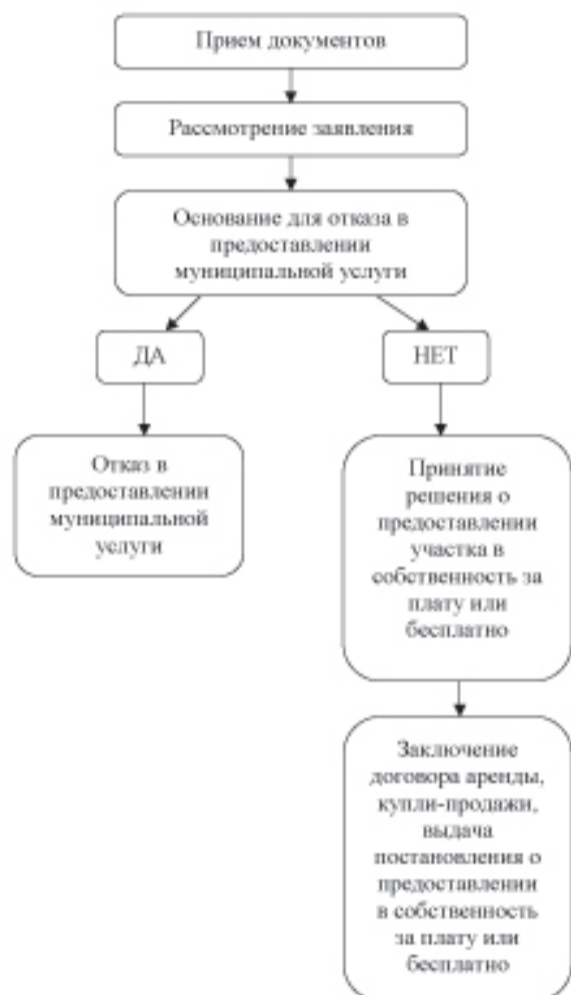 Прием документов
Рассмотрение заявления
Основание для отказа в
предоставлении
муниципальной услуги
ДА
НЕТ
Отказ в
предоставлении
муниципальной
услуги
Принятие
решения о
предоставлении
участка в
собственность за
плату или
бесплатно
Заключение
договора аренды,
купли-продажи,
выдача
постановления о
предоставлении
в собственность
за плату или
бесплатно